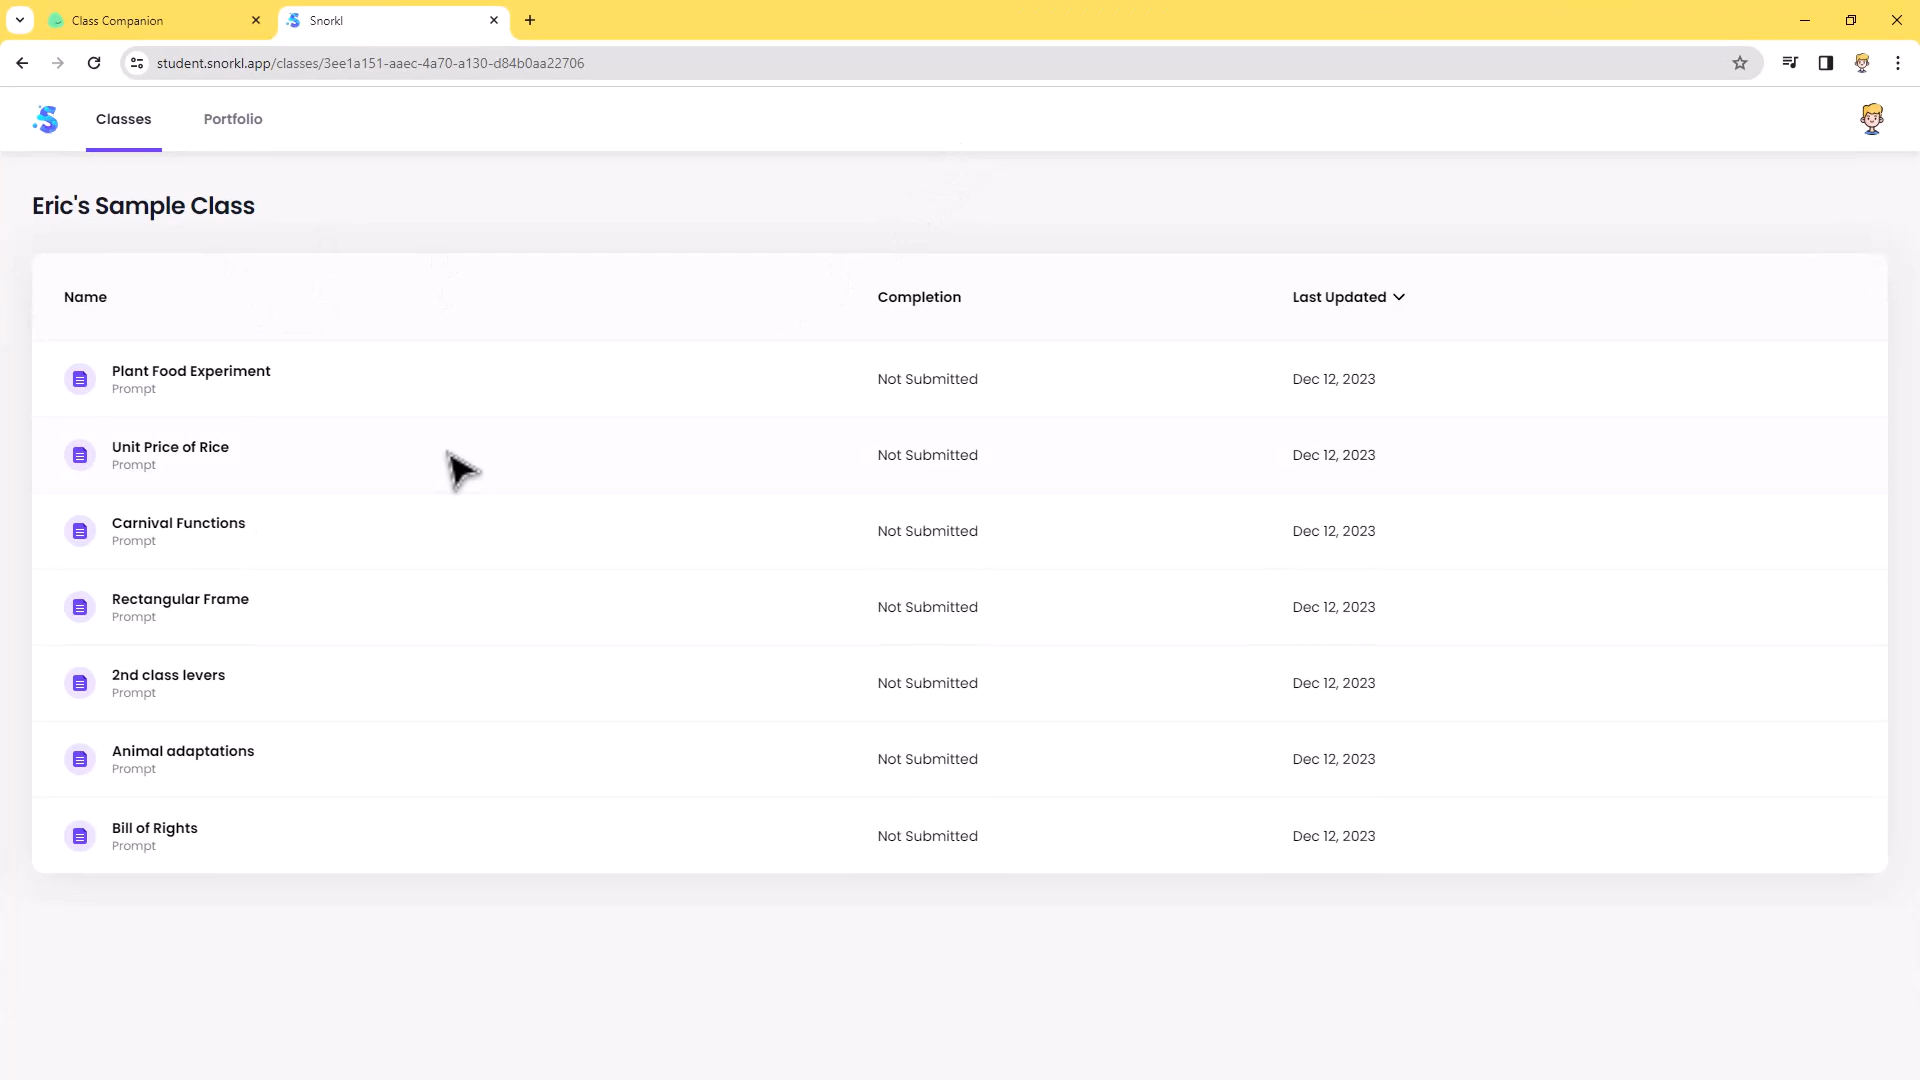 Class Companion
Snorkl
student.snorkl.app/classes/3ee1a151-aaec-4a70-a130-d84b0aa22706
Classes
Portfolio
Eric's Sample Class
Name
Completion
Last Updated
Plant Food Experiment
Prompt
Not Submitted
Dec 12, 2023
Unit Price of Rice
Prompt
Not Submitted
Dec 12, 2023
Carnival Functions
Prompt
Not Submitted
Dec 12, 2023
Rectangular Frame
Prompt
Not Submitted
Dec 12, 2023
2nd class levers
Prompt
Not Submitted
Dec 12, 2023
Animal adaptations
Prompt
Not Submitted
Dec 12, 2023
Bill of Rights
Prompt
Not Submitted
Dec 12, 2023